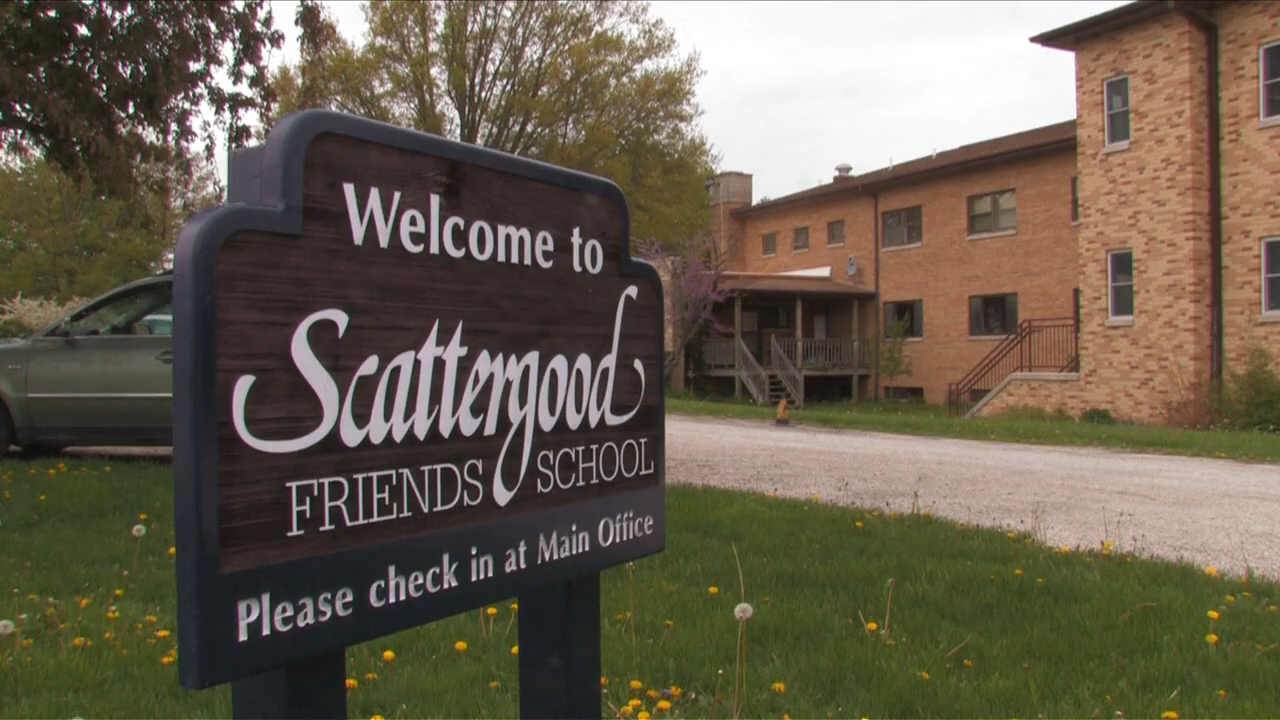 Welcome to
Scattergood
FRIENDS SCHOOL
Please check in at Main Office